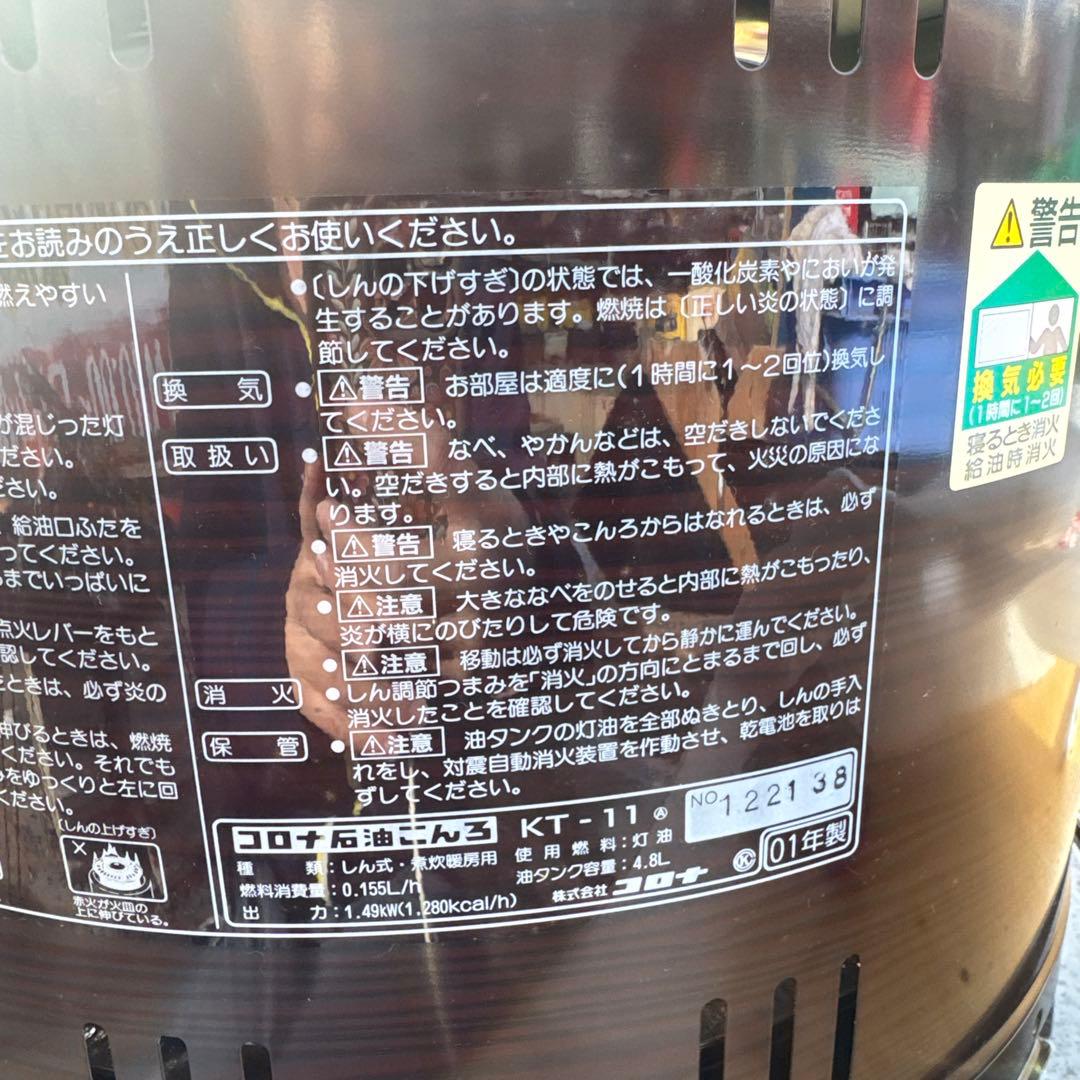 をお読みのうえ正しくお使いください。
燃えやすい
が混じった灯
ださい。
ださい。
、給油口ふたを
ってください。
るまでいっぱいに
点火レバーをもと
認してください。
ときは、必ず炎の
伸びるときは、燃焼
ください。それでも
をゆっくりと左に回
ください。
(しんの上げすぎ)
×
赤火が火皿の
上に伸びている。
●〔しんの下げすぎ〕の状態では、一酸化炭素やにおいが発
生することがあります。燃焼は〔正しい炎の状態〕に調
節してください。
換気
●⚠警告 お部屋は適度に(1時間に1～2回位)換気し
てください。
取扱い
●⚠警告 なべ、やかんなどは、空だきしないでくださ
い。空だきすると内部に熱がこもって、火災の原因にな
ります。
●⚠警告 寝るときやこんろからはなれるときは、必ず
消火してください。
●⚠注意 大きななべをのせると内部に熱がこもったり、
炎が横にのびたりして危険です。
●⚠注意 移動は必ず消火してから静かに運んでください。
消火
●しん調節つまみを「消火」の方向にとまるまで回し、必ず
消火したことを確認してください。
保管
●⚠注意 油タンクの灯油を全部ぬきとり、しんの手入
れをし、対震自動消火装置を作動させ、乾電池を取りは
ずしてください。
コロナ石油こんろ KT-11 Ⓐ
NO.122138
種類：しん式・煮炊暖房用
使用燃料：灯油
燃料消費量：0.155L/h
油タンク容量：4.8L
出力：1.49kW(1,280kcal/h)
株式会社コロナ
Ⓚ
01年製
⚠警告
換気必要
(1時間に1～2回)
寝るとき消火
給油時消火